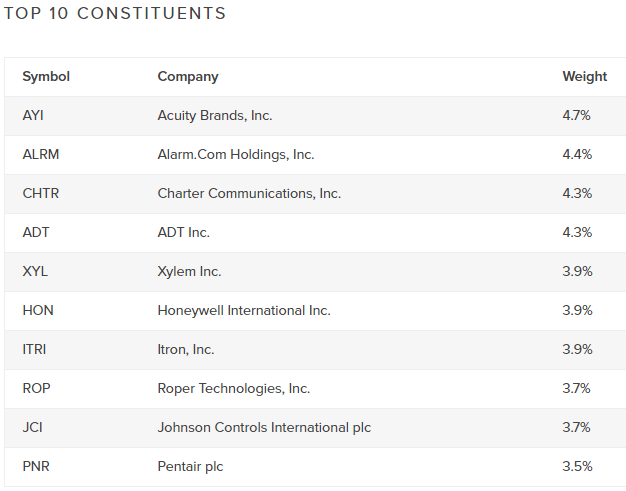 TOP 10 CONSTITUENTS
Symbol Company Weight
AYI Acuity Brands, Inc. 4.7%
ALRM Alarm.Com Holdings, Inc. 4.4%
CHTR Charter Communications, Inc. 4.3%
ADT ADT Inc. 4.3%
XYL Xylem Inc. 3.9%
HON Honeywell International Inc. 3.9%
ITRI Itron, Inc. 3.9%
ROP Roper Technologies, Inc. 3.7%
JCI Johnson Controls International plc 3.7%
PNR Pentair plc 3.5%